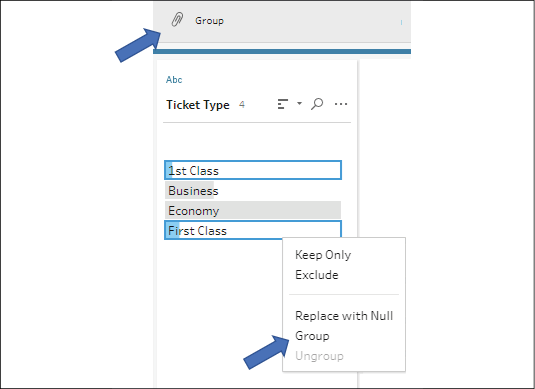 Group
Abc
Ticket Type 4
1st Class
Business
Economy
First Class
Keep Only
Exclude
Replace with Null
Group
Ungroup